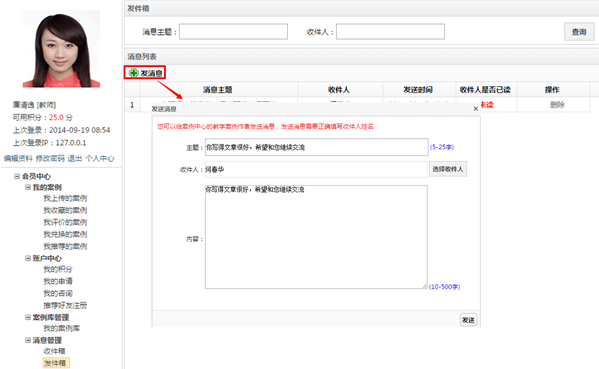 发件箱
消息主题：
收件人：
查询
消息列表
发消息
消息主题 收件人 发送时间 收件人是否已读 操作
1 未读 删除
发送消息
您可以给案例中心的教学案例作者发送消息，发送消息需要正确填写收件人姓名
主题： 你写得文章很好，希望和您继续交流 (5-25字)
收件人： 何春华 选择收件人
内容： 你写得文章很好，希望和您继续交流
(10-500字)
发送
廉清逸 [教师]
可用积分：25.0 分
上次登录：2014-09-19 08:54
上次登录IP：127.0.0.1
编辑资料 修改密码 退出 个人中心
会员中心
我的案例
我上传的案例
我收藏的案例
我评价的案例
我兑换的案例
我推荐的案例
账户中心
我的积分
我的申请
我的咨询
推荐好友注册
案例库管理
我的案例库
消息管理
收件箱
发件箱